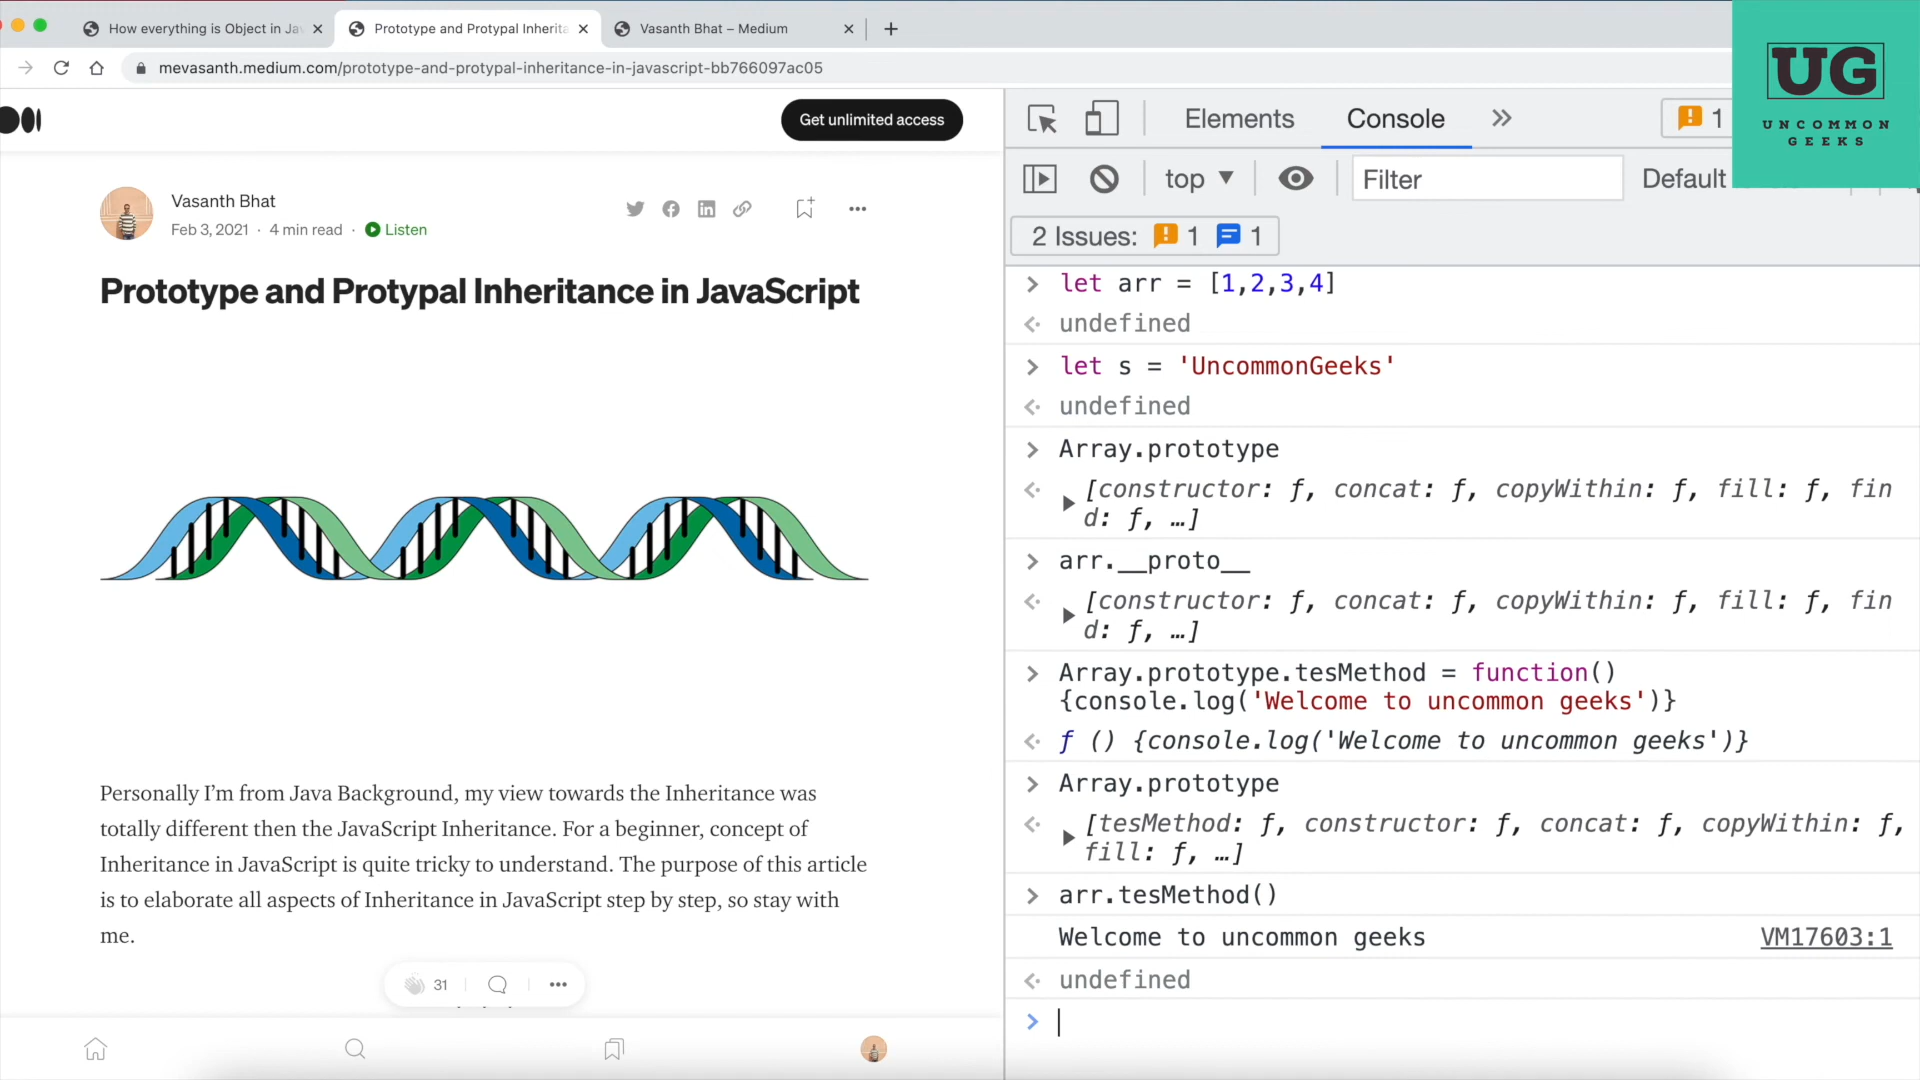 How everything is Object in Jav
Prototype and Protypal Inherita
Vasanth Bhat – Medium
mevasanth.medium.com/prototype-and-protypal-inheritance-in-javascript-bb766097ac05
UG
UNCOMMON
GEEKS
Get unlimited access
Vasanth Bhat
Feb 3, 2021 · 4 min read · Listen
Prototype and Protypal Inheritance in JavaScript
Personally I’m from Java Background, my view towards the Inheritance was
totally different then the JavaScript Inheritance. For a beginner, concept of
Inheritance in JavaScript is quite tricky to understand. The purpose of this article
is to elaborate all aspects of Inheritance in JavaScript step by step, so stay with
me.
31
Elements Console 1
top Filter Default
2 Issues: 1 1
let arr = [1,2,3,4]
undefined
let s = 'UncommonGeeks'
undefined
Array.prototype
[constructor: ƒ, concat: ƒ, copyWithin: ƒ, fill: ƒ, fin
d: ƒ, …]
arr.__proto__
[constructor: ƒ, concat: ƒ, copyWithin: ƒ, fill: ƒ, fin
d: ƒ, …]
Array.prototype.tesMethod = function()
{console.log('Welcome to uncommon geeks')}
ƒ () {console.log('Welcome to uncommon geeks')}
Array.prototype
[tesMethod: ƒ, constructor: ƒ, concat: ƒ, copyWithin: ƒ,
fill: ƒ, …]
arr.tesMethod()
Welcome to uncommon geeks VM17603:1
undefined